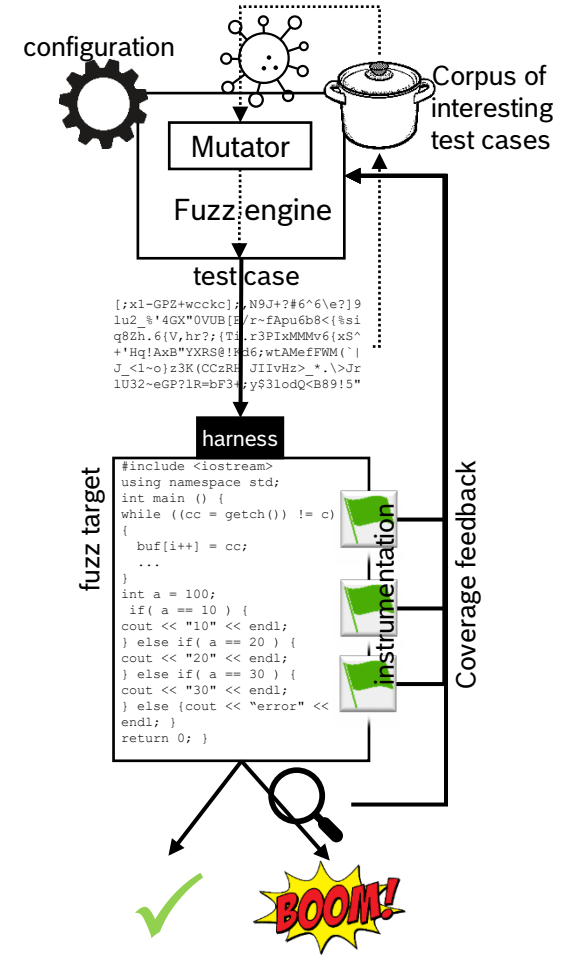 configuration
Corpus of
interesting
test cases
Mutator
Fuzz engine
test case
[;x1-GPZ+wcckc];,N9J+?#6^6\e?]9
lu2_%'4GX"0VUB[E/r~fApu6b8<{%si
q8Zh.6{V,hr?;{Ti.r3PIxMMMv6{xS^
+'Hq!AxB"YXRS@!Kd6;wtAMefFWM(`|
J_<1~o}z3K(CCzRH JIIvHz>_*.\>Jr
lU32~eGP?lR=bF3+;y$3lodQ<B89!5"
harness
fuzz target
#include <iostream>
using namespace std;
int main () {
while ((cc = getch()) != c)
{
buf[i++] = cc;
...
}
int a = 100;
if( a == 10 ) {
cout << "10" << endl;
} else if( a == 20 ) {
cout << "20" << endl;
} else if( a == 30 ) {
cout << "30" << endl;
} else {cout << “error" <<
endl; }
return 0; }
instrumentation
Coverage feedback
BOOM!